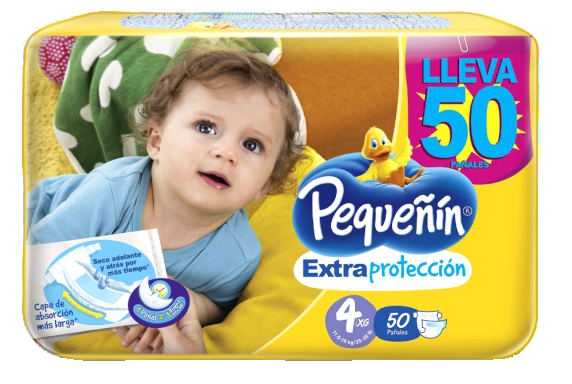 LLEVA
50
PAÑALES
Pequeñín®
Extraprotección
Seco adelante
y atrás por
más tiempo*
Capa de
absorción
más larga*
4/XG
50
Pañales